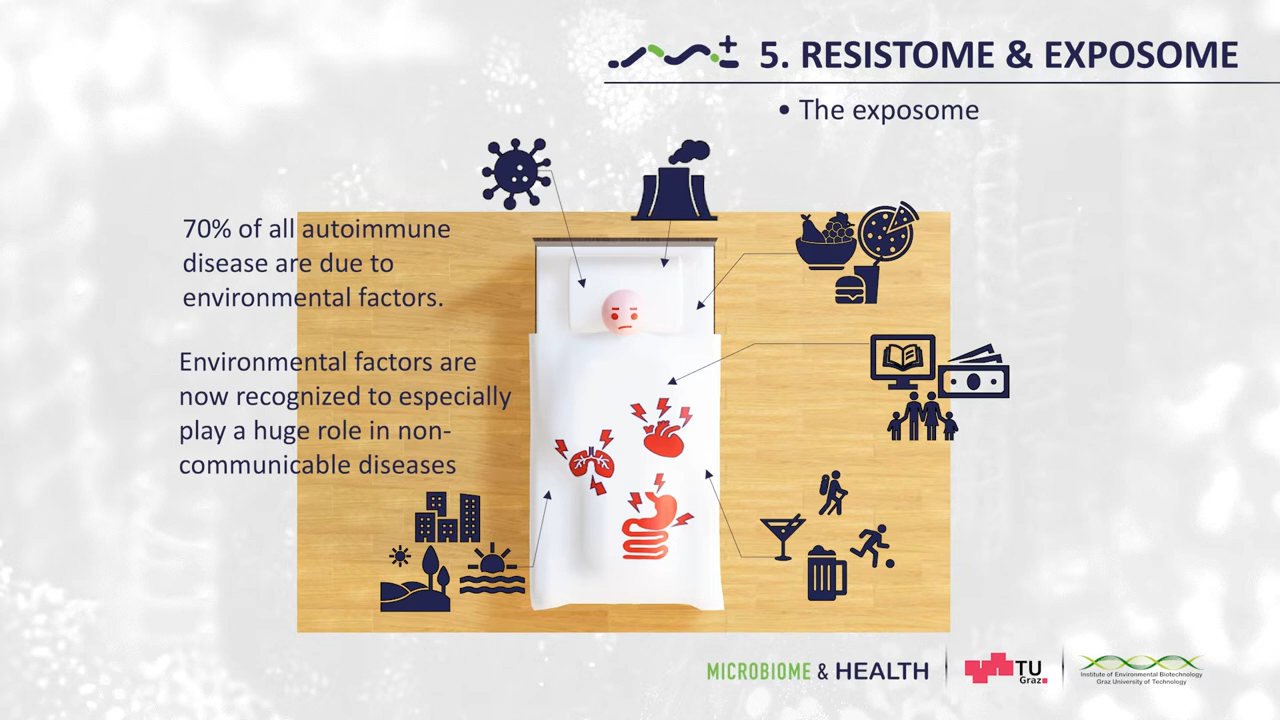 5. RESISTOME & EXPOSOME
• The exposome
70% of all autoimmune
disease are due to
environmental factors.
Environmental factors are
now recognized to especially
play a huge role in non-
communicable diseases
MICROBIOME & HEALTH
TU
Graz
Institute of Environmental Biotechnology
Graz University of Technology